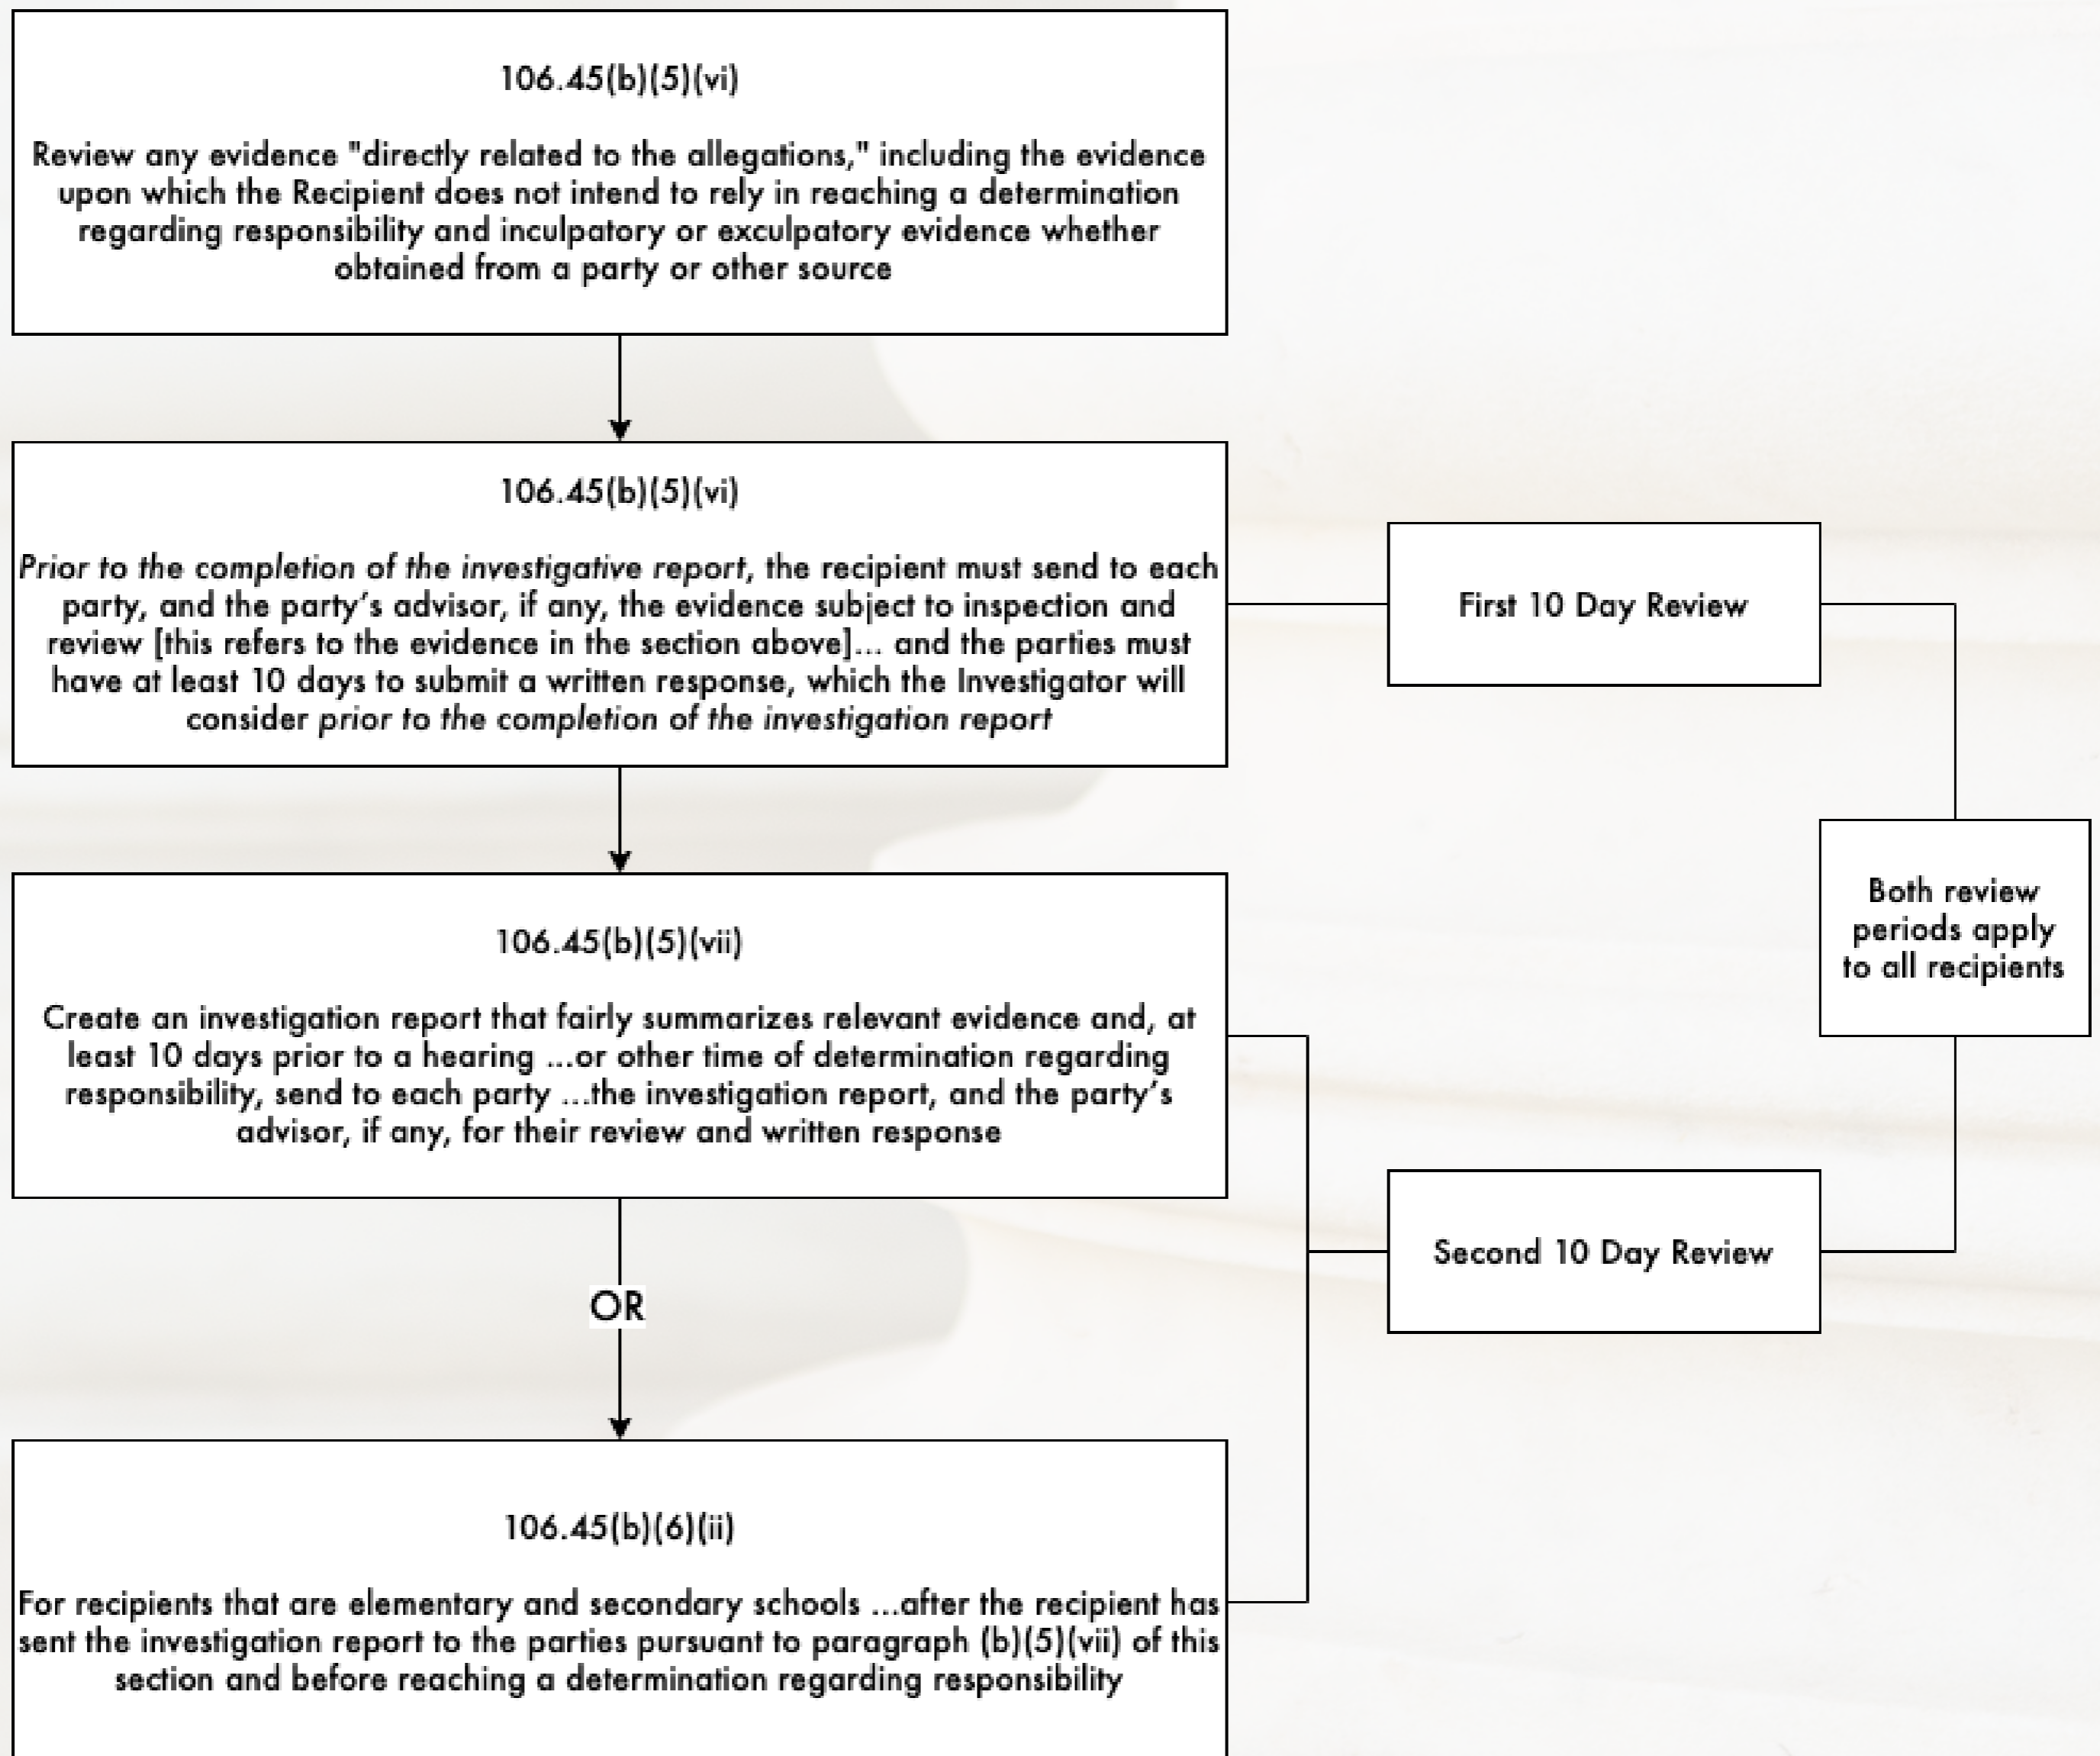 106.45(b)(5)(vi)
Review any evidence "directly related to the allegations," including the evidence
upon which the Recipient does not intend to rely in reaching a determination
regarding responsibility and inculpatory or exculpatory evidence whether
obtained from a party or other source
106.45(b)(5)(vi)
Prior to the completion of the investigative report, the recipient must send to each
party, and the party’s advisor, if any, the evidence subject to inspection and
review [this refers to the evidence in the section above]... and the parties must
have at least 10 days to submit a written response, which the Investigator will
consider prior to the completion of the investigation report
First 10 Day Review
Both review
periods apply
to all recipients
106.45(b)(5)(vii)
Create an investigation report that fairly summarizes relevant evidence and, at
least 10 days prior to a hearing ...or other time of determination regarding
responsibility, send to each party ...the investigation report, and the party’s
advisor, if any, for their review and written response
Second 10 Day Review
OR
106.45(b)(6)(ii)
For recipients that are elementary and secondary schools ...after the recipient has
sent the investigation report to the parties pursuant to paragraph (b)(5)(vii) of this
section and before reaching a determination regarding responsibility